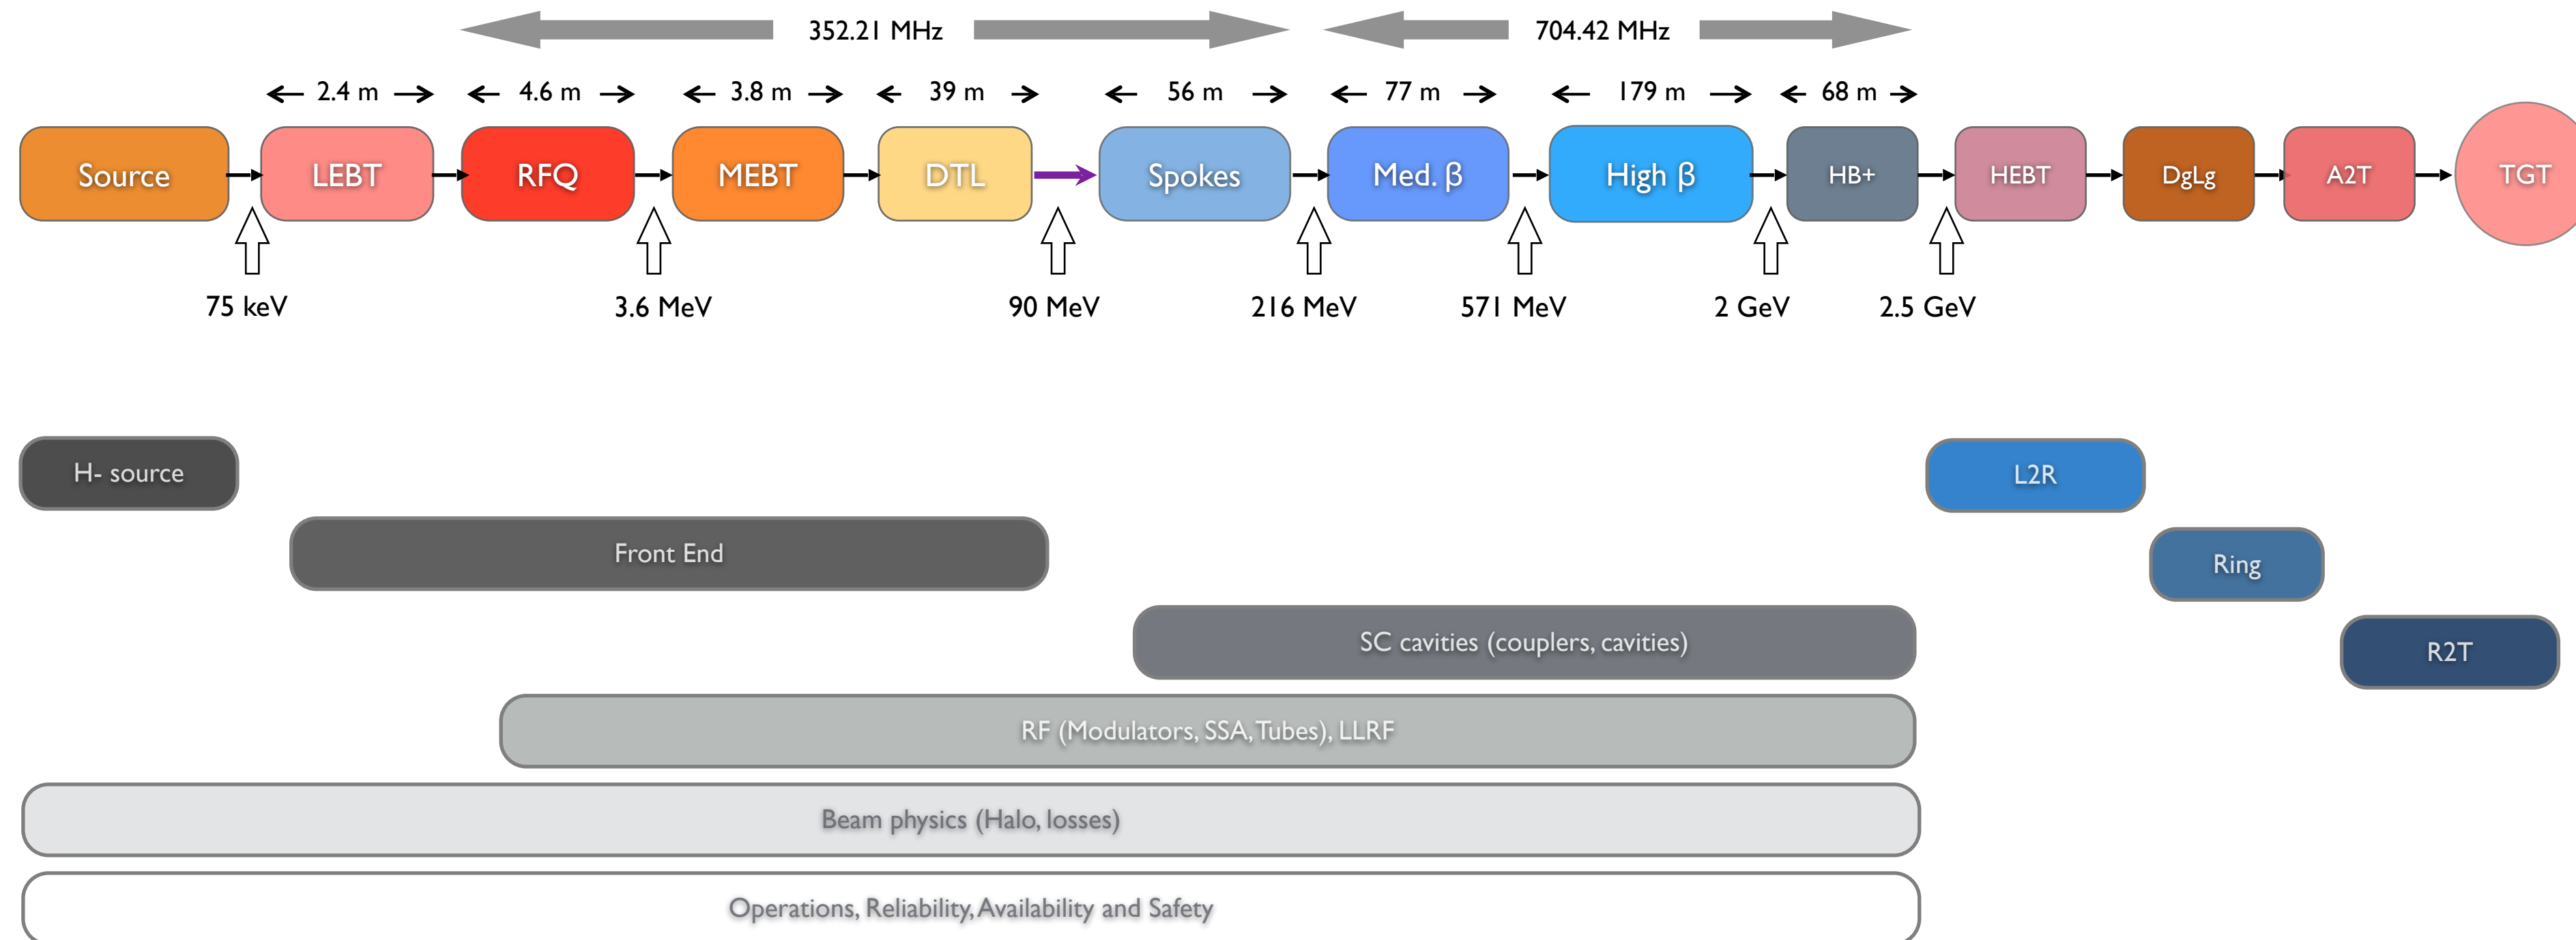 352.21 MHz
704.42 MHz
2.4 m
4.6 m
3.8 m
39 m
56 m
77 m
179 m
68 m
Source
LEBT
RFQ
MEBT
DTL
Spokes
Med. β
High β
HB+
HEBT
DgLg
A2T
TGT
75 keV
3.6 MeV
90 MeV
216 MeV
571 MeV
2 GeV
2.5 GeV
H- source
L2R
Front End
Ring
SC cavities (couplers, cavities)
R2T
RF (Modulators, SSA, Tubes), LLRF
Beam physics (Halo, losses)
Operations, Reliability, Availability and Safety